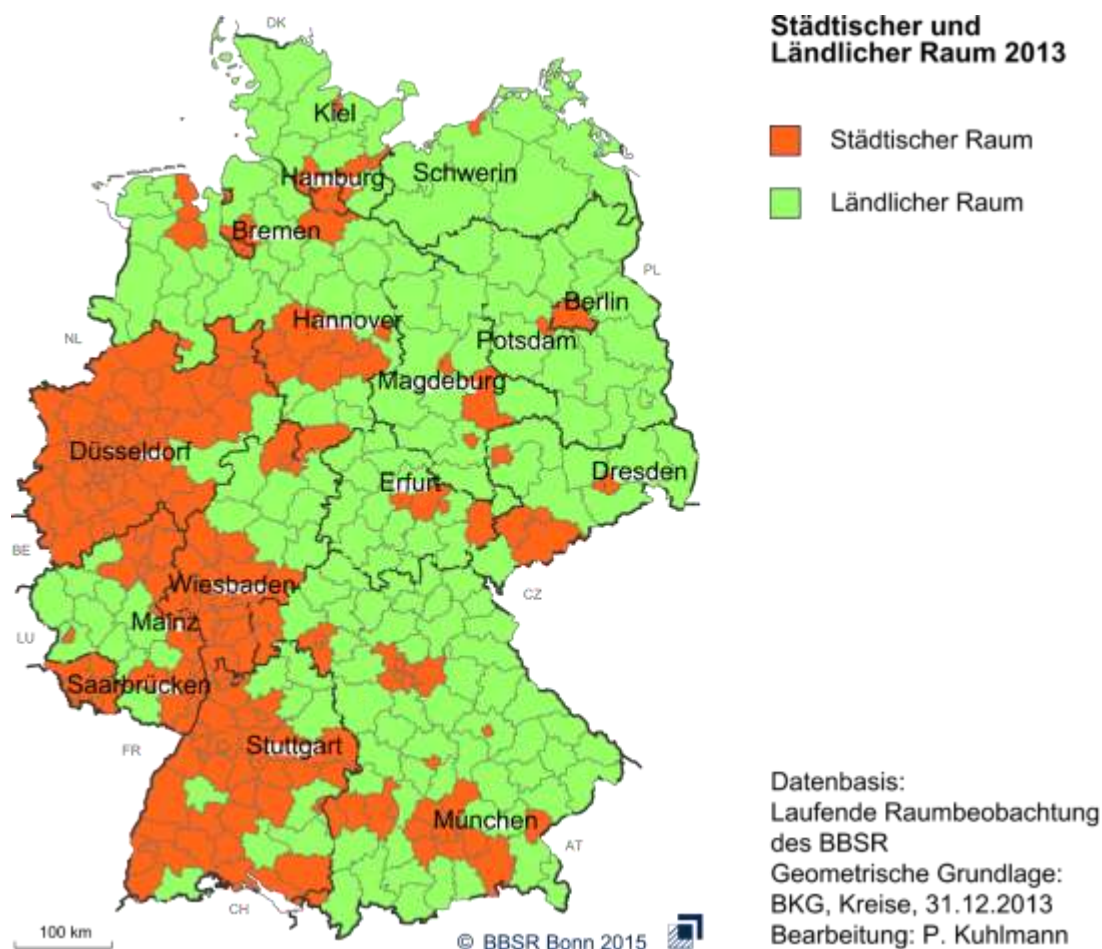 Städtischer und
Ländlicher Raum 2013
Städtischer Raum
Ländlicher Raum
DK
Kiel
Hamburg
Schwerin
Bremen
PL
Berlin
Hannover
Potsdam
NL
Magdeburg
Düsseldorf
Erfurt
Dresden
BE
Wiesbaden
CZ
Mainz
LU
Saarbrücken
Stuttgart
FR
München
AT
CH
100 km
© BBSR Bonn 2015
Datenbasis:
Laufende Raumbeobachtung
des BBSR
Geometrische Grundlage:
BKG, Kreise, 31.12.2013
Bearbeitung: P. Kuhlmann